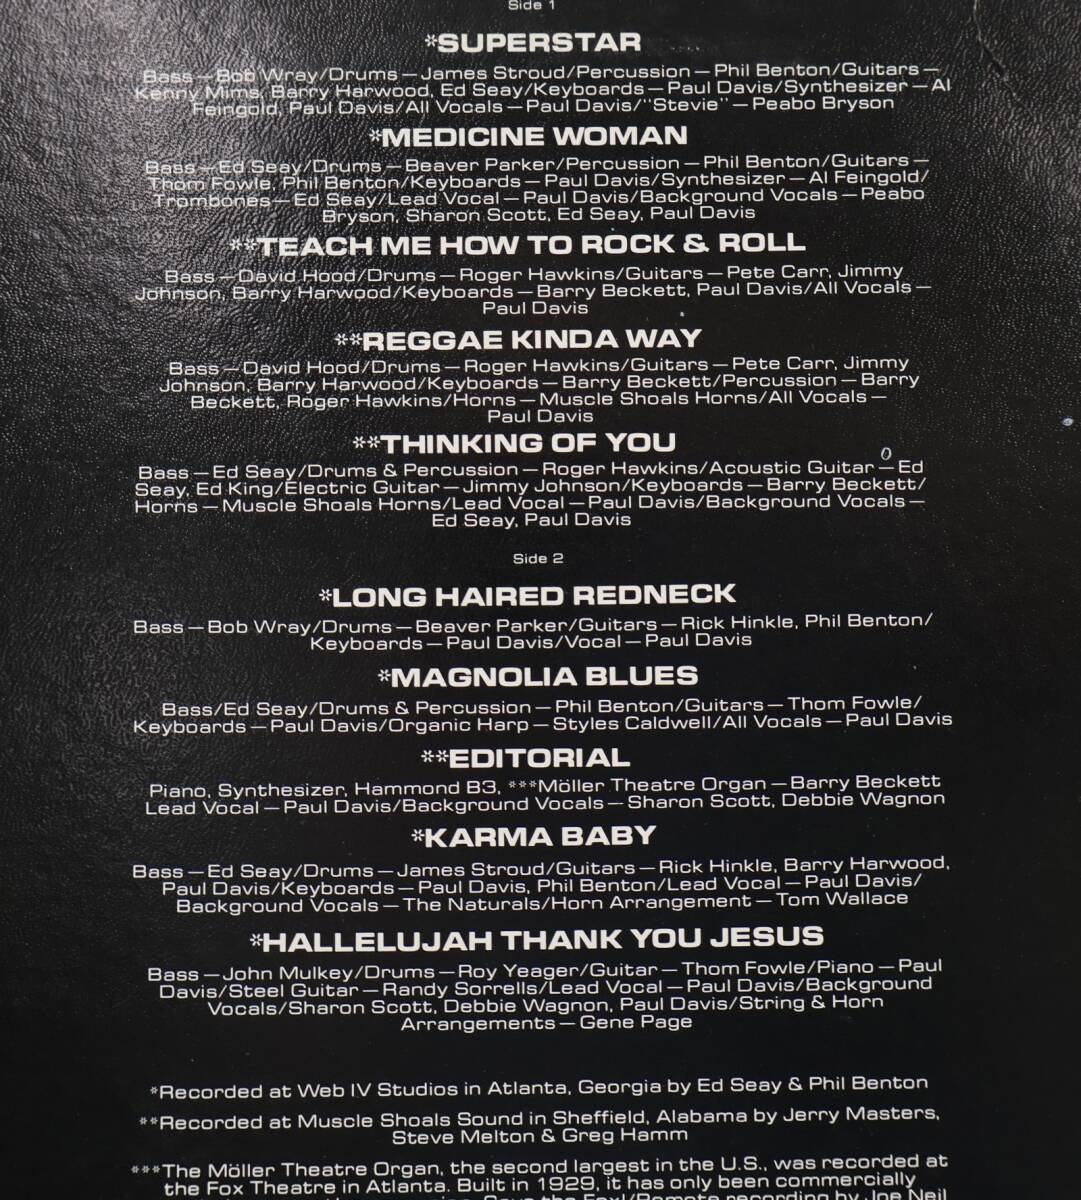 Side 1
*SUPERSTAR
Bass—Bob Wray/Drums—James Stroud/Percussion—Phil Benton/Guitars—
Kenny Mims, Barry Harwood, Ed Seay/Keyboards—Paul Davis/Synthesizer—Al
Feingold, Paul Davis/All Vocals—Paul Davis/"Stevie"—Peabo Bryson
*MEDICINE WOMAN
Bass—Ed Seay/Drums—Beaver Parker/Percussion—Phil Benton/Guitars—
Thom Fowle, Phil Benton/Keyboards—Paul Davis/Synthesizer—Al Feingold/
Trombones—Ed Seay/Lead Vocal—Paul Davis/Background Vocals—Peabo
Bryson, Sharon Scott, Ed Seay, Paul Davis
**TEACH ME HOW TO ROCK & ROLL
Bass—David Hood/Drums—Roger Hawkins/Guitars—Pete Carr, Jimmy
Johnson, Barry Harwood/Keyboards—Barry Beckett, Paul Davis/All Vocals—
Paul Davis
**REGGAE KINDA WAY
Bass—David Hood/Drums—Roger Hawkins/Guitars—Pete Carr, Jimmy
Johnson, Barry Harwood/Keyboards—Barry Beckett/Percussion—Barry
Beckett, Roger Hawkins/Horns—Muscle Shoals Horns/All Vocals—
Paul Davis
**THINKING OF YOU
Bass—Ed Seay/Drums & Percussion—Roger Hawkins/Acoustic Guitar—Ed
Seay, Ed King/Electric Guitar—Jimmy Johnson/Keyboards—Barry Beckett/
Horns—Muscle Shoals Horns/Lead Vocal—Paul Davis/Background Vocals—
Ed Seay, Paul Davis
Side 2
*LONG HAIRED REDNECK
Bass—Bob Wray/Drums—Beaver Parker/Guitars—Rick Hinkle, Phil Benton/
Keyboards—Paul Davis/Vocal—Paul Davis
*MAGNOLIA BLUES
Bass/Ed Seay/Drums & Percussion—Phil Benton/Guitars—Thom Fowle/
Keyboards—Paul Davis/Organic Harp—Styles Caldwell/All Vocals—Paul Davis
**EDITORIAL
Piano, Synthesizer, Hammond B3, ***Möller Theatre Organ—Barry Beckett
Lead Vocal—Paul Davis/Background Vocals—Sharon Scott, Debbie Wagnon
*KARMA BABY
Bass—Ed Seay/Drums—James Stroud/Guitars—Rick Hinkle, Barry Harwood,
Paul Davis/Keyboards—Paul Davis, Phil Benton/Lead Vocal—Paul Davis/
Background Vocals—The Naturals/Horn Arrangement—Tom Wallace
*HALLELUJAH THANK YOU JESUS
Bass—John Mulkey/Drums—Roy Yeager/Guitar—Thom Fowle/Piano—Paul
Davis/Steel Guitar—Randy Sorrells/Lead Vocal—Paul Davis/Background
Vocals/Sharon Scott, Debbie Wagnon, Paul Davis/String & Horn
Arrangements—Gene Page
*Recorded at Web IV Studios in Atlanta, Georgia by Ed Seay & Phil Benton
**Recorded at Muscle Shoals Sound in Sheffield, Alabama by Jerry Masters,
Steve Melton & Greg Hamm
***The Möller Theatre Organ, the second largest in the U.S., was recorded at
the Fox Theatre in Atlanta. Built in 1929, it has only been commercially
Save the Fox!/Remote recording by Joe Neil